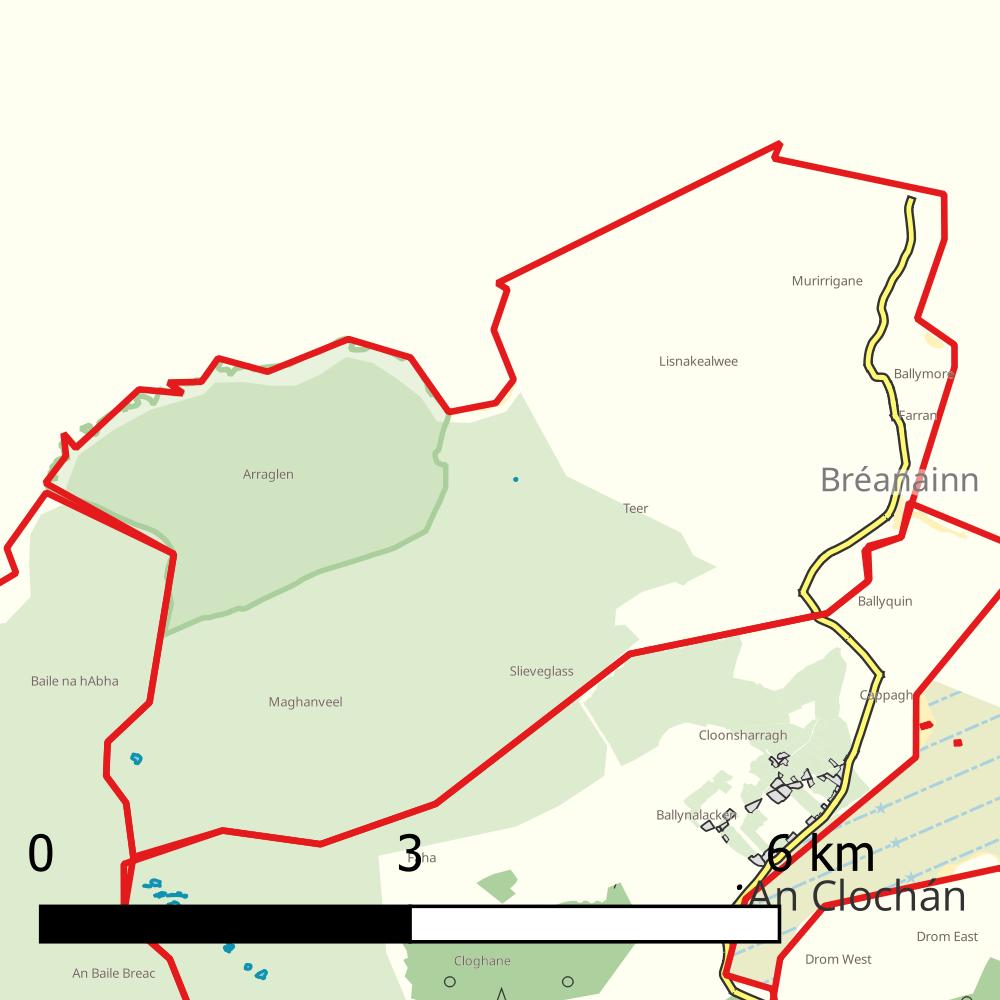 Murirrigane
Lisnakealwee
Ballymore
Farran
Arraglen
Bréanainn
Teer
Ballyquin
Baile na hAbha
Slieveglass
Maghanveel
Cappagh
Cloonsharragh
Ballynalacken
0 3 6 km
Faha
An Clochán
Drom East
Cloghane
Drom West
An Baile Breac